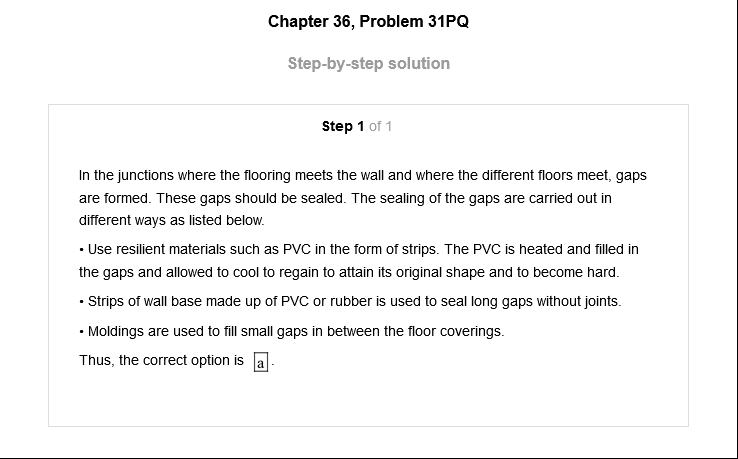 Chapter 36, Problem 31PQ
Step-by-step solution
Step 1 of 1
In the junctions where the flooring meets the wall and where the different floors meet, gaps
are formed. These gaps should be sealed. The sealing of the gaps are carried out in
different ways as listed below.
• Use resilient materials such as PVC in the form of strips. The PVC is heated and filled in
the gaps and allowed to cool to regain to attain its original shape and to become hard.
• Strips of wall base made up of PVC or rubber is used to seal long gaps without joints.
• Moldings are used to fill small gaps in between the floor coverings.
Thus, the correct option is a.